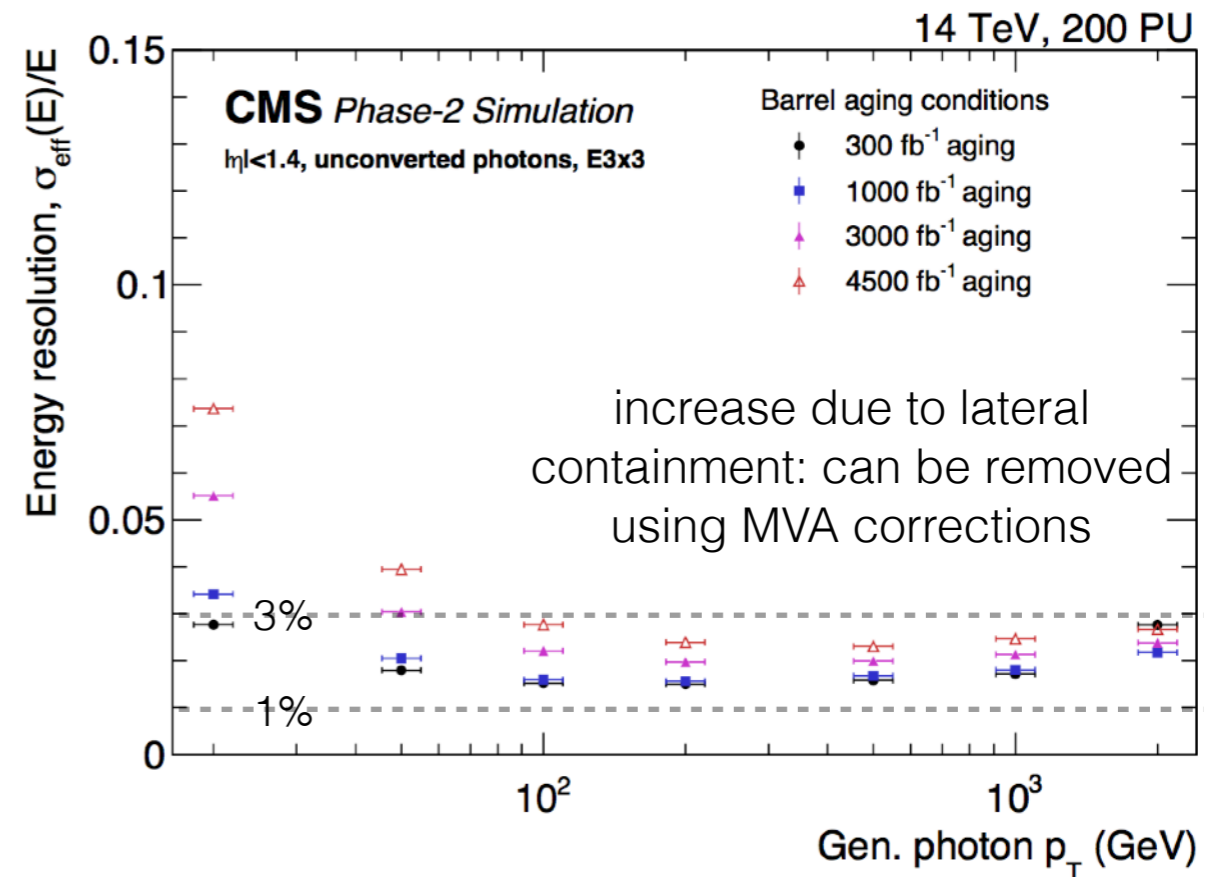 14 TeV, 200 PU
0.15
CMS Phase-2 Simulation
|η|<1.4, unconverted photons, E3x3
Barrel aging conditions
300 fb⁻¹ aging
1000 fb⁻¹ aging
3000 fb⁻¹ aging
4500 fb⁻¹ aging
Energy resolution, σeff(E)/E
0.1
increase due to lateral
containment: can be removed
using MVA corrections
0.05
3%
1%
0
10²
10³
Gen. photon pT (GeV)